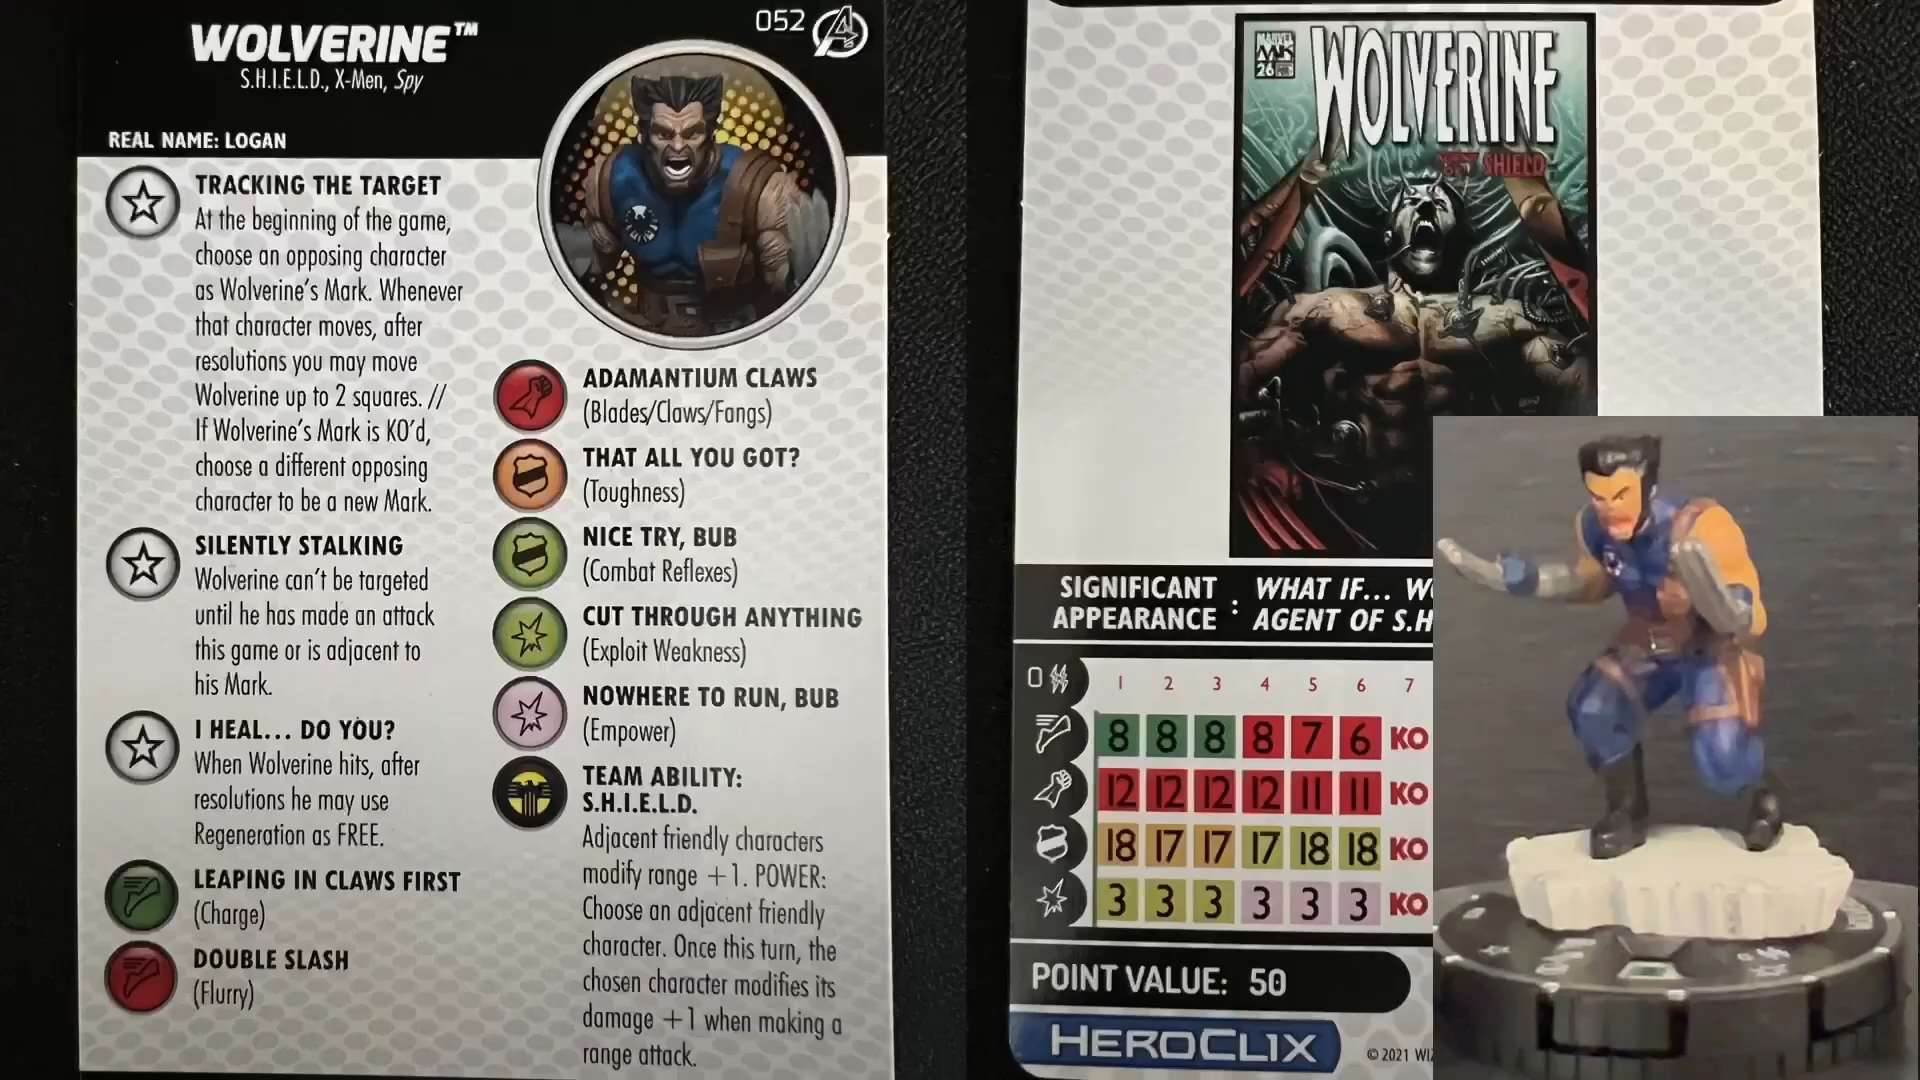 WOLVERINE™
S.H.I.E.L.D., X-Men, Spy
052
REAL NAME: LOGAN
TRACKING THE TARGET
At the beginning of the game,
choose an opposing character
as Wolverine's Mark. Whenever
that character moves, after
resolutions you may move
Wolverine up to 2 squares. //
If Wolverine's Mark is KO'd,
choose a different opposing
character to be a new Mark.
SILENTLY STALKING
Wolverine can't be targeted
until he has made an attack
this game or is adjacent to
his Mark.
I HEAL... DO YOU?
When Wolverine hits, after
resolutions he may use
Regeneration as FREE.
LEAPING IN CLAWS FIRST
(Charge)
DOUBLE SLASH
(Flurry)
ADAMANTIUM CLAWS
(Blades/Claws/Fangs)
THAT ALL YOU GOT?
(Toughness)
NICE TRY, BUB
(Combat Reflexes)
CUT THROUGH ANYTHING
(Exploit Weakness)
NOWHERE TO RUN, BUB
(Empower)
TEAM ABILITY:
S.H.I.E.L.D.
Adjacent friendly characters
modify range +1. POWER:
Choose an adjacent friendly
character. Once this turn, the
chosen character modifies its
damage +1 when making a
range attack.
MARVEL
MK
26
WOLVERINE
SHIELD
SIGNIFICANT APPEARANCE : WHAT IF... W
AGENT OF S.H
0 1 2 3 4 5 6 7
8 8 8 8 7 6 KO
12 12 12 12 11 11 KO
18 17 17 17 18 18 KO
3 3 3 3 3 3 KO
POINT VALUE: 50
HEROCLIX
© 2021 WI